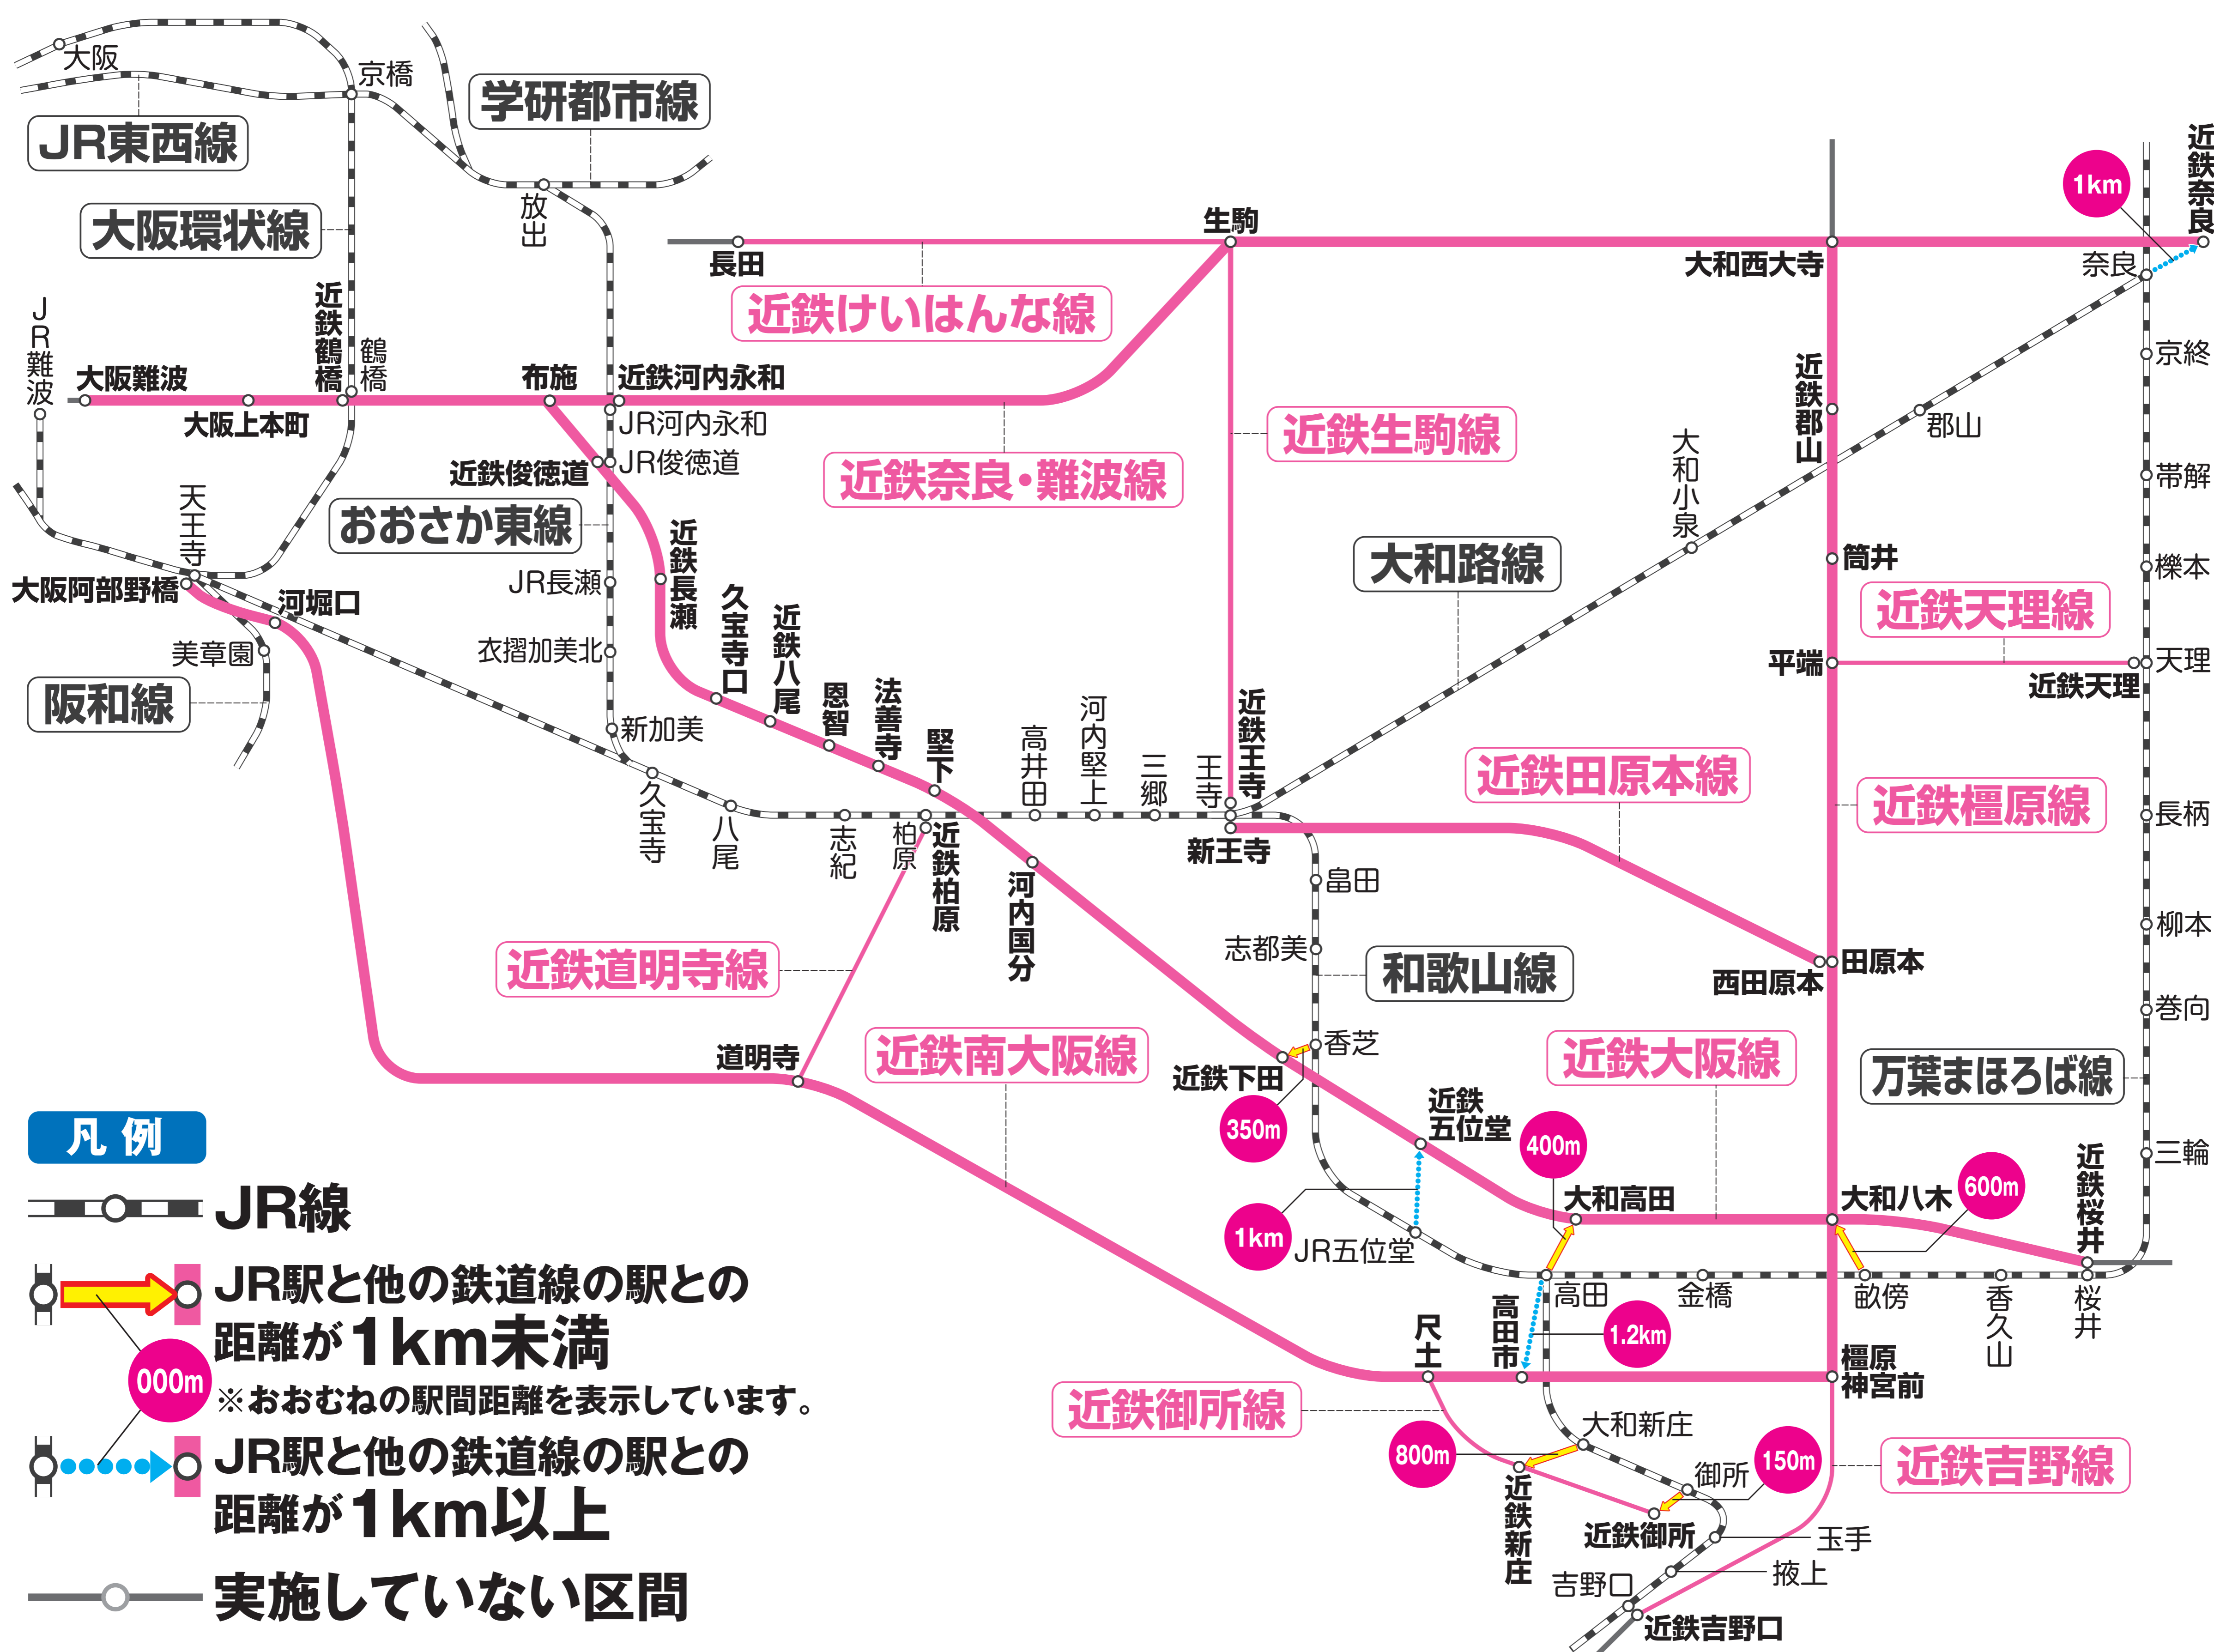 大阪
京橋
学研都市線
JR東西線
大阪環状線
放出
生駒
長田
大和西大寺
近鉄奈良
1km
奈良
近鉄けいはんな線
JR難波
近鉄鶴橋
鶴橋
大阪難波
大阪上本町
布施
近鉄河内永和
JR河内永和
近鉄俊徳道
JR俊徳道
近鉄奈良・難波線
近鉄生駒線
近鉄郡山
郡山
京終
大和小泉
帯解
天王寺
おおさか東線
近鉄長瀬
JR長瀬
大和路線
筒井
櫟本
大阪阿部野橋
河堀口
美章園
衣摺加美北
久宝寺口
近鉄八尾
恩智
法善寺
堅下
近鉄天理線
平端
近鉄天理
天理
阪和線
新加美
久宝寺
八尾
志紀
柏原
近鉄柏原
高井田
河内堅上
三郷
王寺
近鉄王寺
新王寺
近鉄田原本線
近鉄橿原線
長柄
河内国分
畠田
志都美
和歌山線
西田原本
田原本
柳本
近鉄道明寺線
巻向
道明寺
近鉄南大阪線
香芝
近鉄下田
350m
近鉄大阪線
万葉まほろば線
近鉄
五位堂
400m
1km
JR五位堂
大和高田
大和八木
600m
近鉄桜井
三輪
高田
金橋
畝傍
香久山
桜井
尺土
高田市
1.2km
橿原
神宮前
近鉄御所線
大和新庄
800m
近鉄新庄
御所
150m
近鉄御所
近鉄吉野線
玉手
掖上
吉野口
近鉄吉野口
凡例
JR線
JR駅と他の鉄道線の駅との
距離が1km未満
000m
※おおむねの駅間距離を表示しています。
JR駅と他の鉄道線の駅との
距離が1km以上
実施していない区間